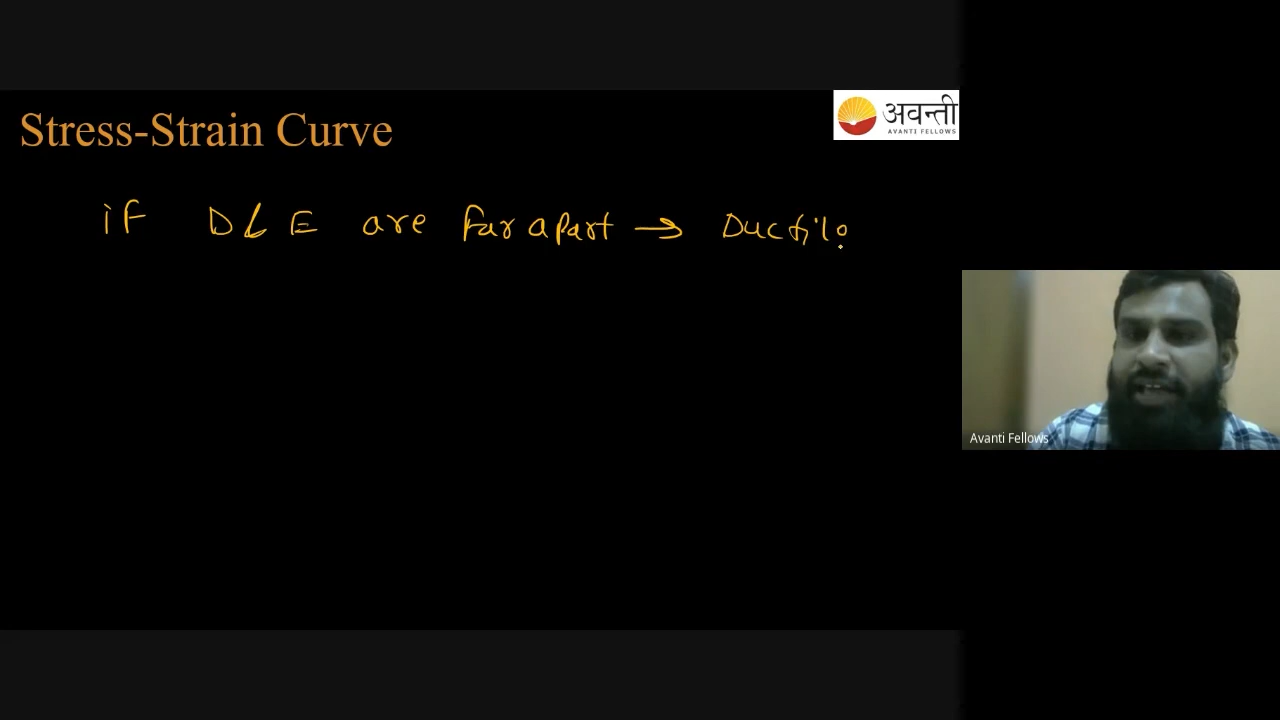 अवन्ती
AVANTI FELLOWS
Stress-Strain Curve
if D & E are far apart → Ductile
Avanti Fellows